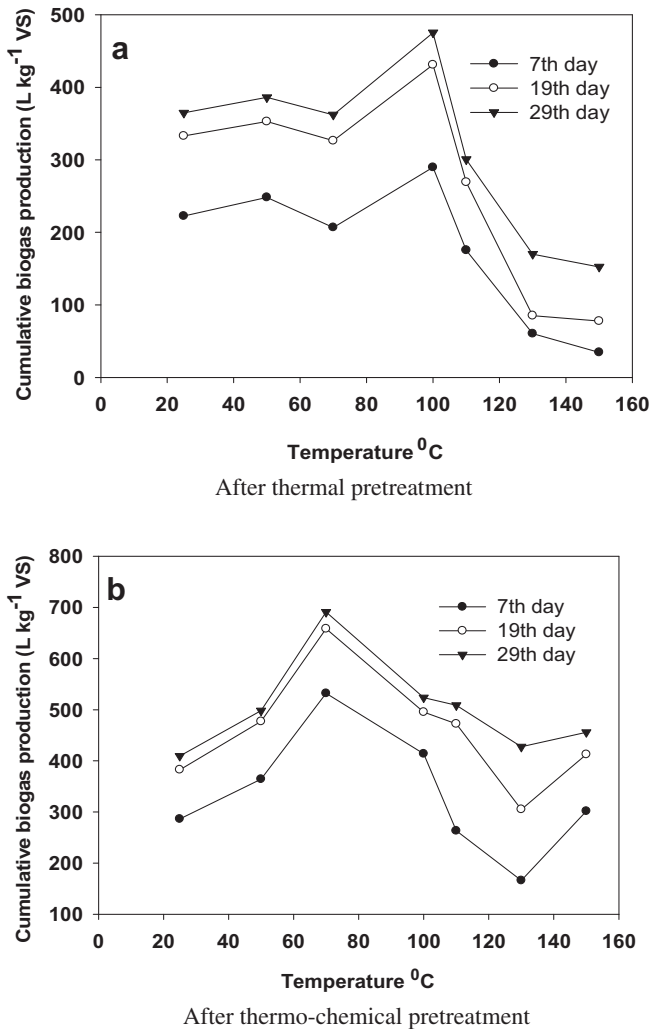 500
400
300
200
100
0
Cumulative biogas production (L kg-1 VS)
a
7th day
19th day
29th day
0 20 40 60 80 100 120 140 160
Temperature 0C
After thermal pretreatment
800
700
600
500
400
300
200
100
Cumulative biogas production (L kg-1 VS)
b
7th day
19th day
29th day
0 20 40 60 80 100 120 140 160
Temperature 0C
After thermo-chemical pretreatment